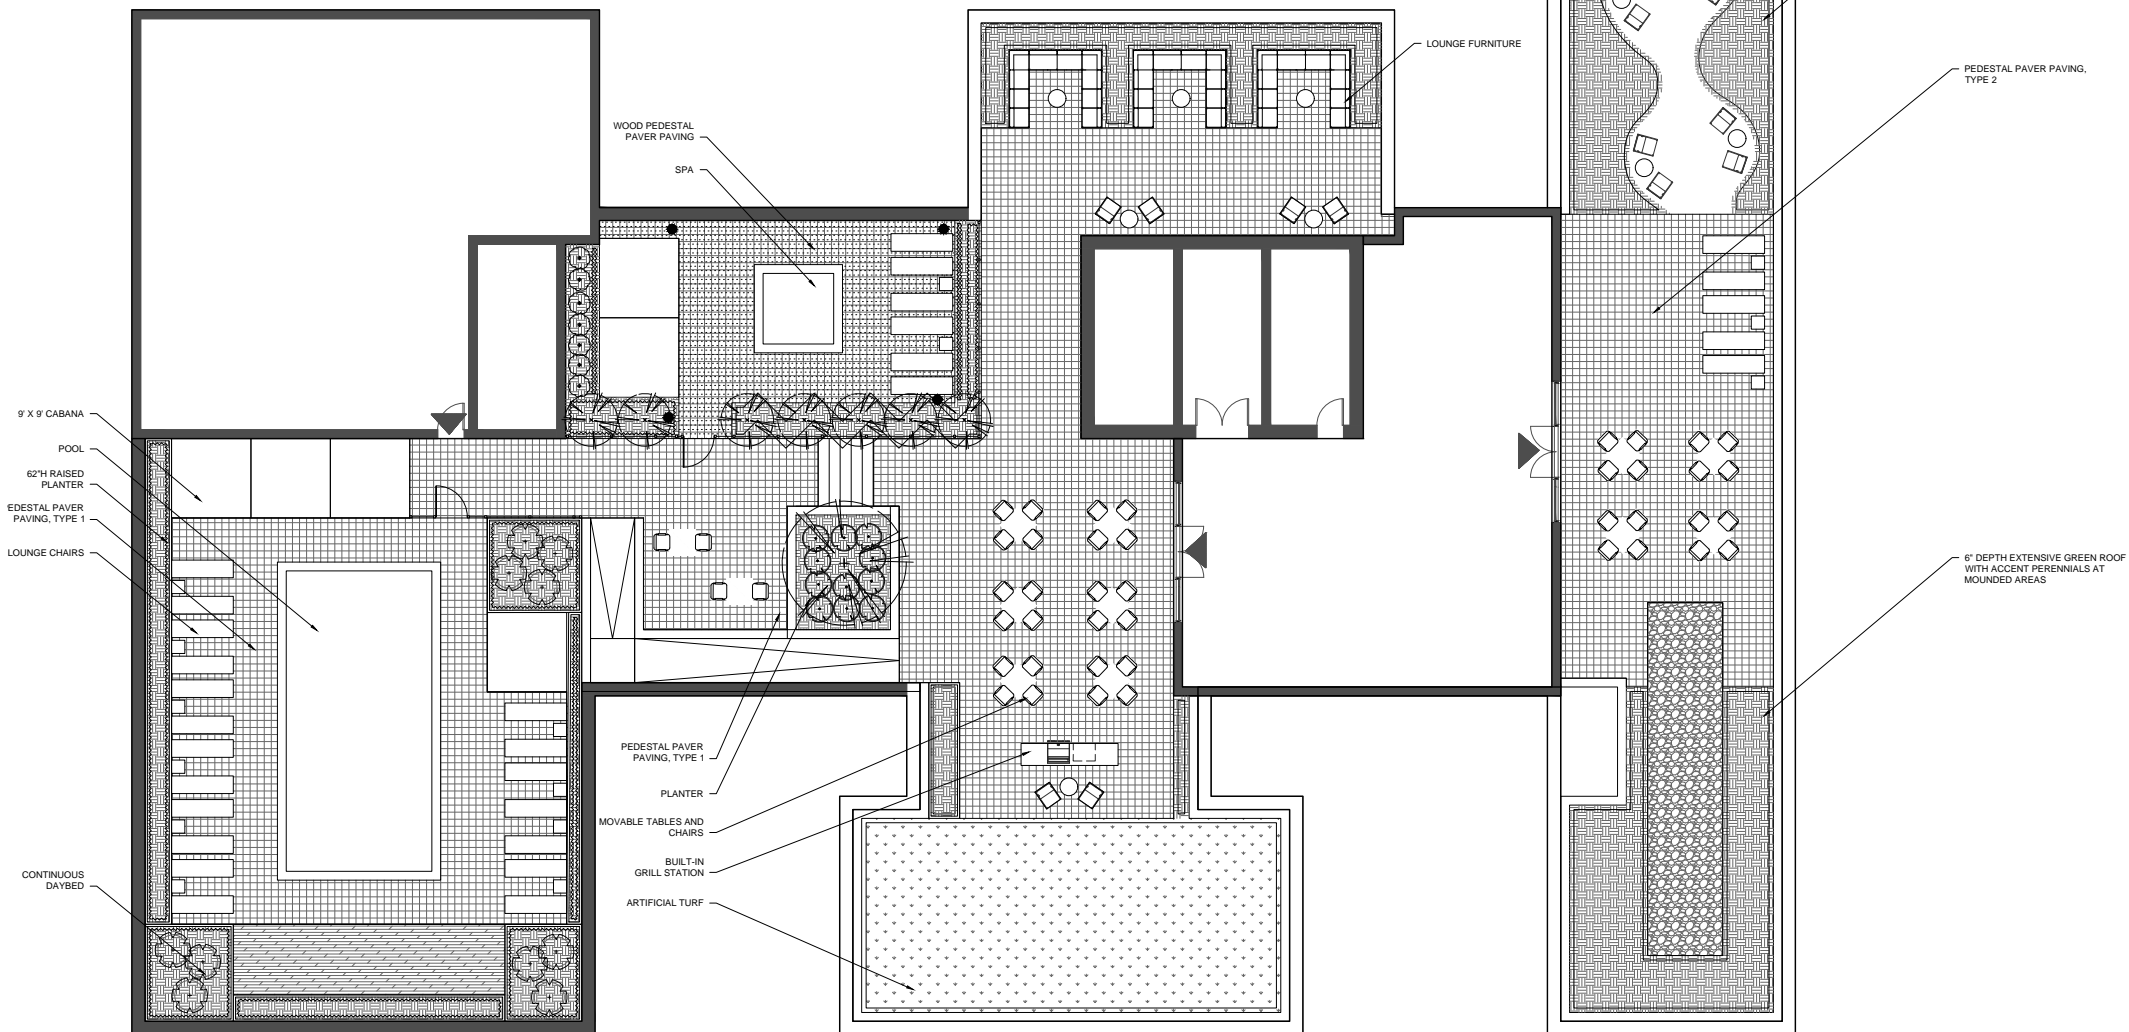 LOUNGE FURNITURE
PEDESTAL PAVER PAVING,
TYPE 2
WOOD PEDESTAL
PAVER PAVING
SPA
9' X 9' CABANA
POOL
62"H RAISED
PLANTER
EDESTAL PAVER
PAVING, TYPE 1
LOUNGE CHAIRS
6" DEPTH EXTENSIVE GREEN ROOF
WITH ACCENT PERENNIALS AT
MOUNDED AREAS
PEDESTAL PAVER
PAVING, TYPE 1
PLANTER
MOVABLE TABLES AND
CHAIRS
BUILT-IN
GRILL STATION
CONTINUOUS
DAYBED
ARTIFICIAL TURF